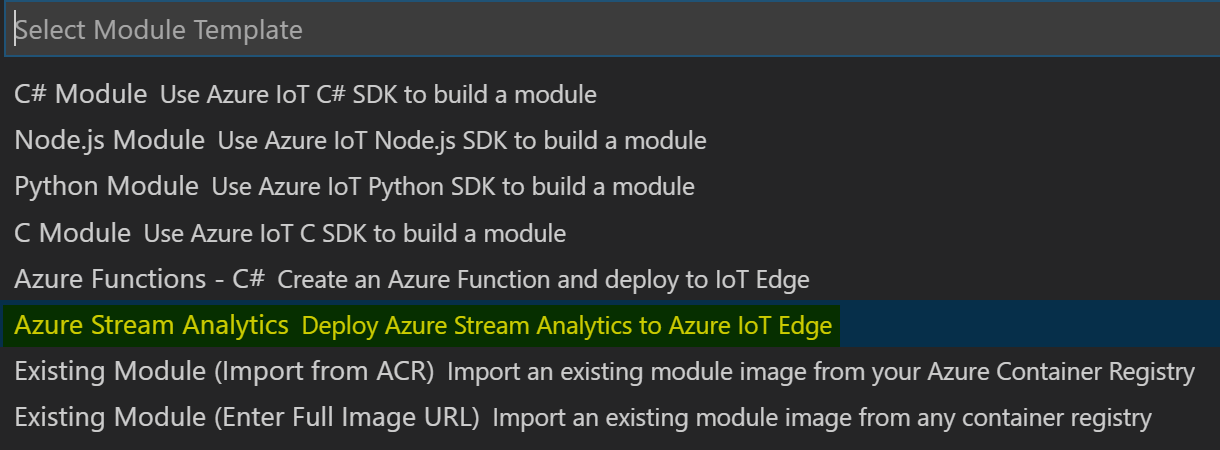 Select Module Template
C# Module Use Azure IoT C# SDK to build a module
Node.js Module Use Azure IoT Node.js SDK to build a module
Python Module Use Azure IoT Python SDK to build a module
C Module Use Azure IoT C SDK to build a module
Azure Functions - C# Create an Azure Function and deploy to IoT Edge
Azure Stream Analytics Deploy Azure Stream Analytics to Azure IoT Edge
Existing Module (Import from ACR) Import an existing module image from your Azure Container Registry
Existing Module (Enter Full Image URL) Import an existing module image from any container registry